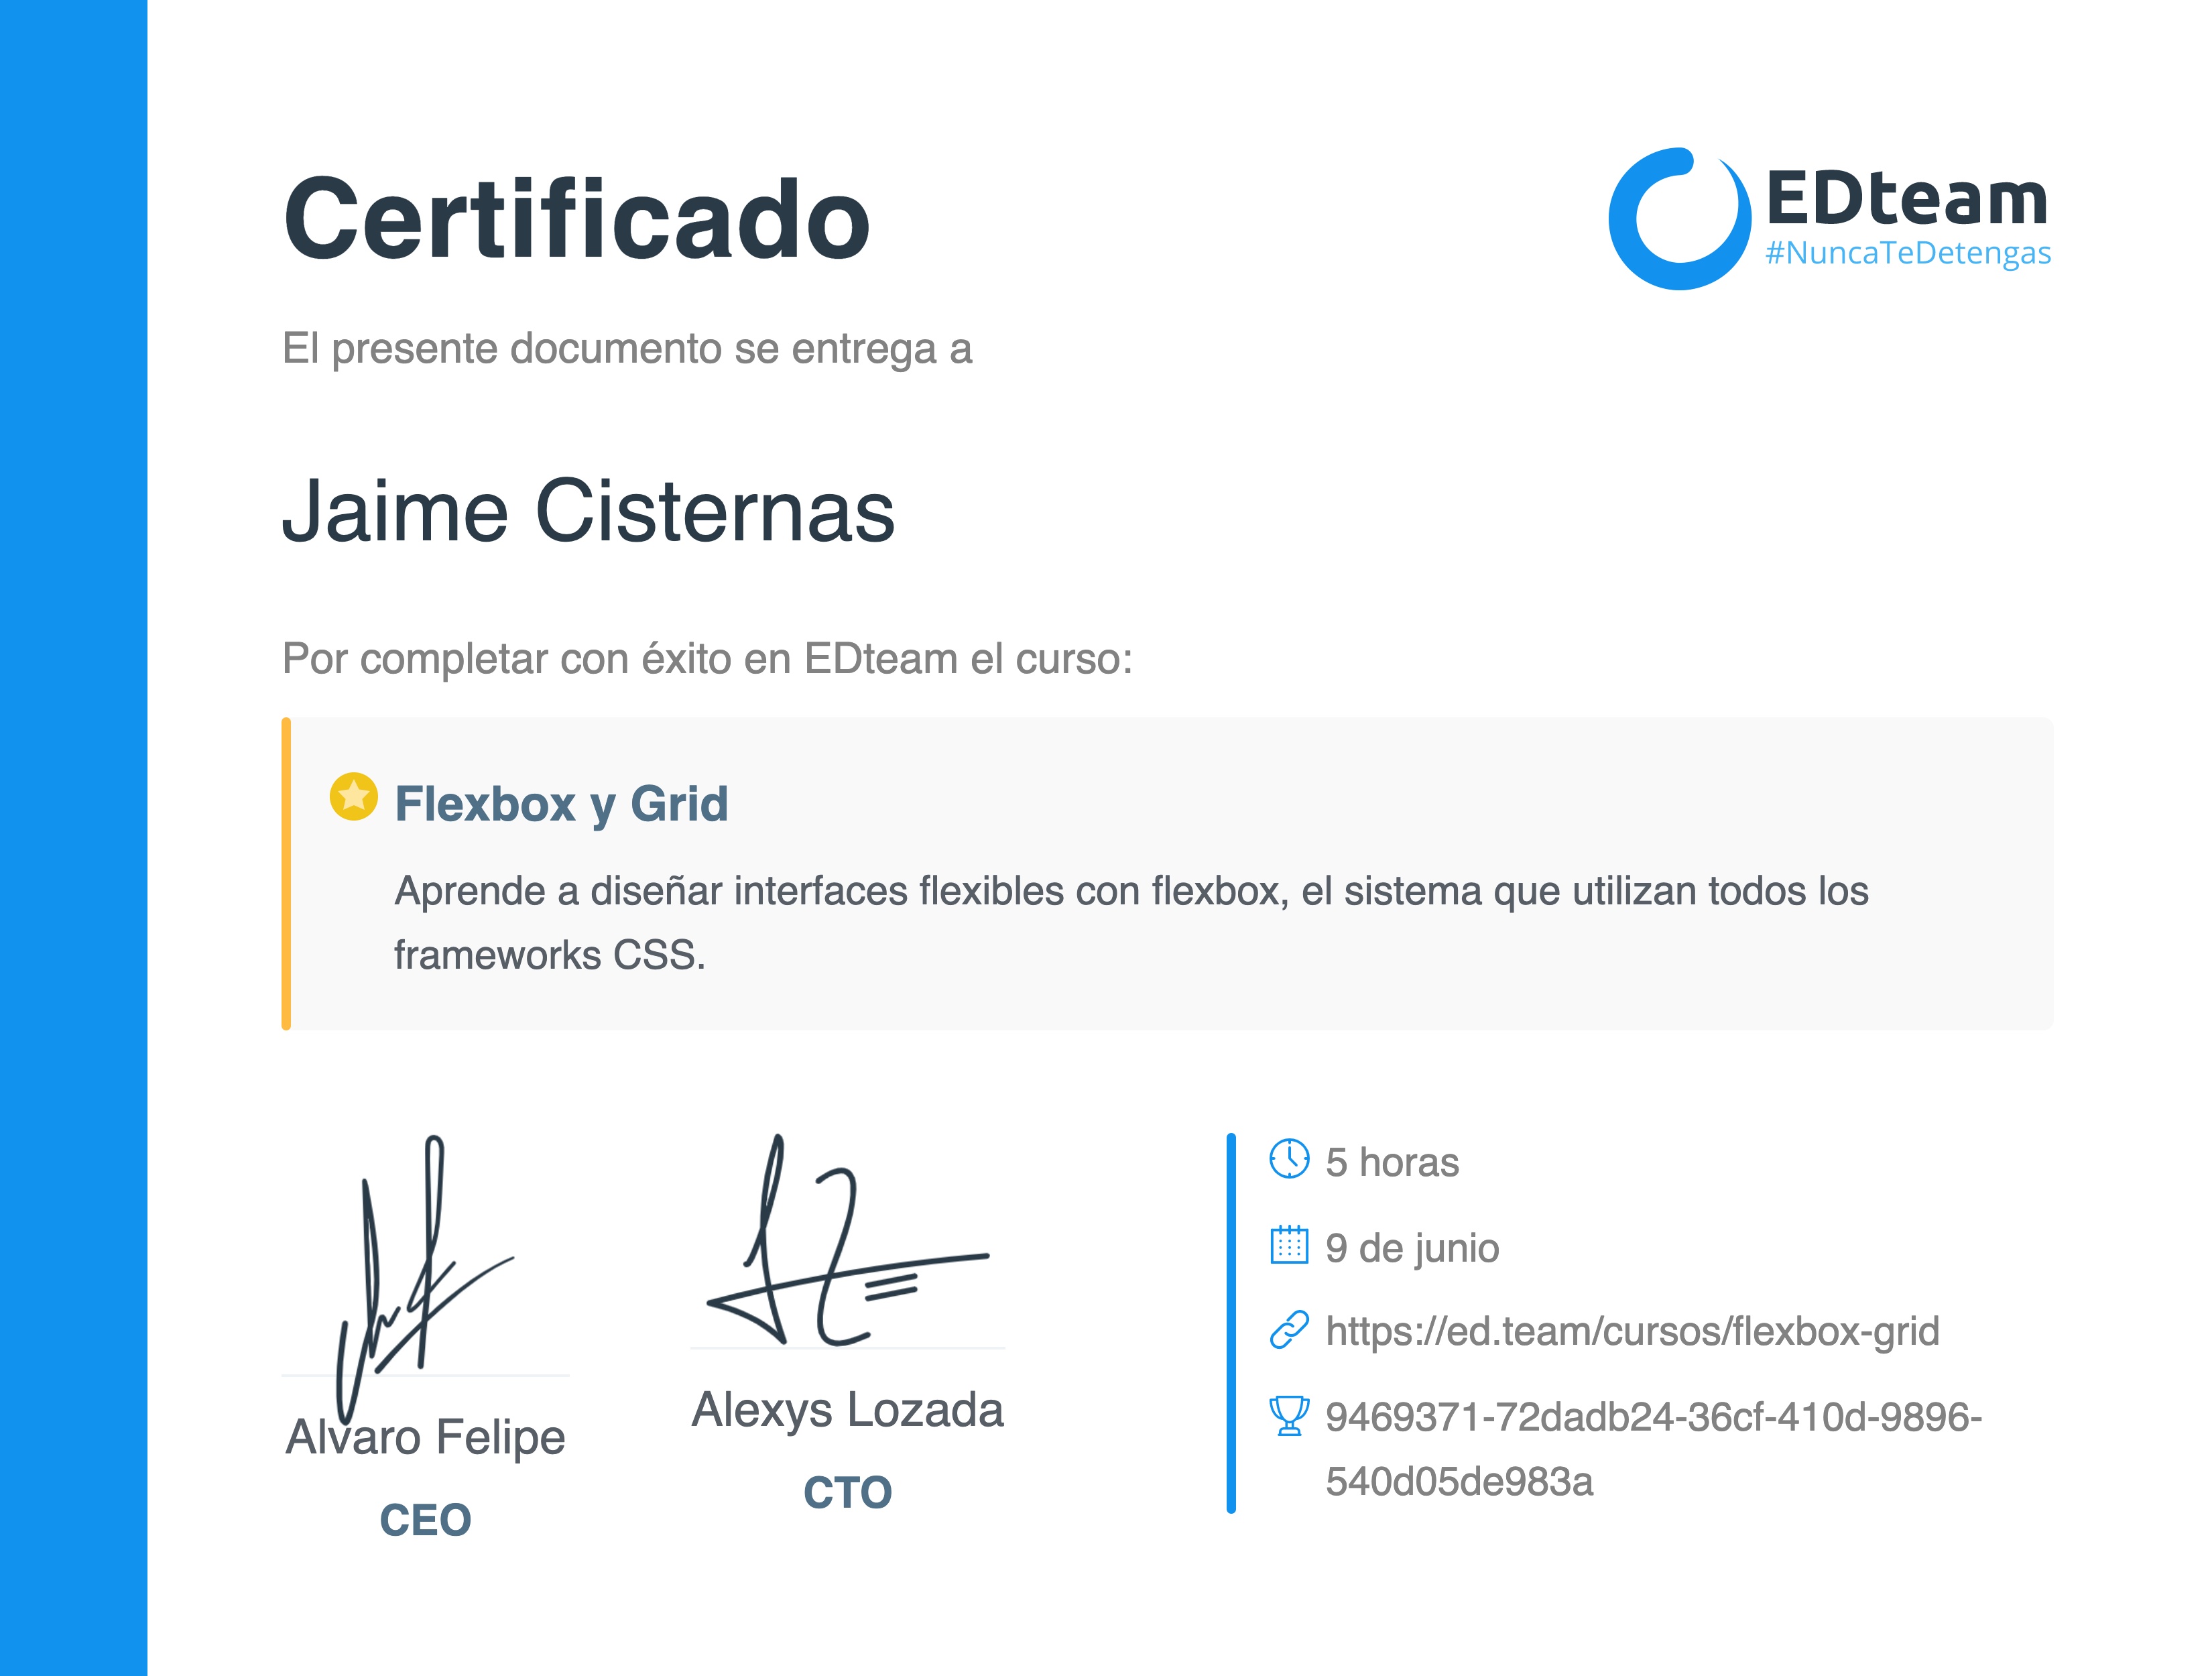 Certificado
EDteam
#NuncaTeDetengas
El presente documento se entrega a
Jaime Cisternas
Por completar con éxito en EDteam el curso:
Flexbox y Grid
Aprende a diseñar interfaces flexibles con flexbox, el sistema que utilizan todos los
frameworks CSS.
Alvaro Felipe
CEO
Alexys Lozada
CTO
5 horas
9 de junio
https://ed.team/cursos/flexbox-grid
9469371-72dadb24-36cf-410d-9896-
540d05de983a